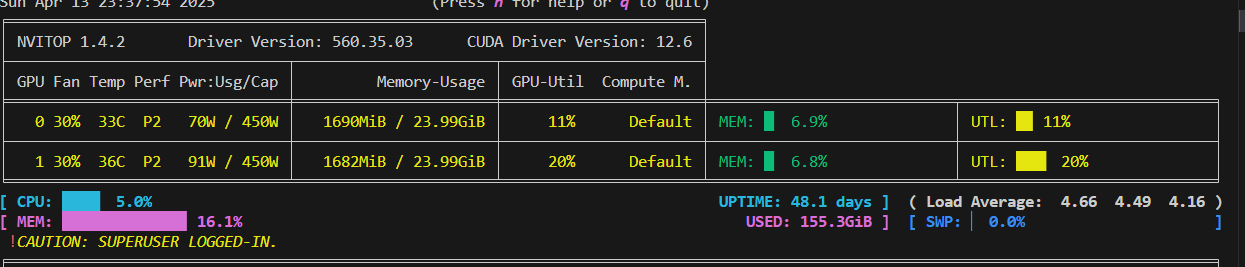 Sun Apr 13 23:37:54 2025 (Press h for help or q to quit)
NVITOP 1.4.2 Driver Version: 560.35.03 CUDA Driver Version: 12.6
GPU Fan Temp Perf Pwr:Usg/Cap Memory-Usage GPU-Util Compute M.
0 30% 33C P2 70W / 450W 1690MiB / 23.99GiB 11% Default MEM: 6.9% UTL: 11%
1 30% 36C P2 91W / 450W 1682MiB / 23.99GiB 20% Default MEM: 6.8% UTL: 20%
[ CPU: 5.0% UPTIME: 48.1 days ] ( Load Average: 4.66 4.49 4.16 )
[ MEM: 16.1% USED: 155.3GiB ] [ SWP: 0.0% ]
!CAUTION: SUPERUSER LOGGED-IN.